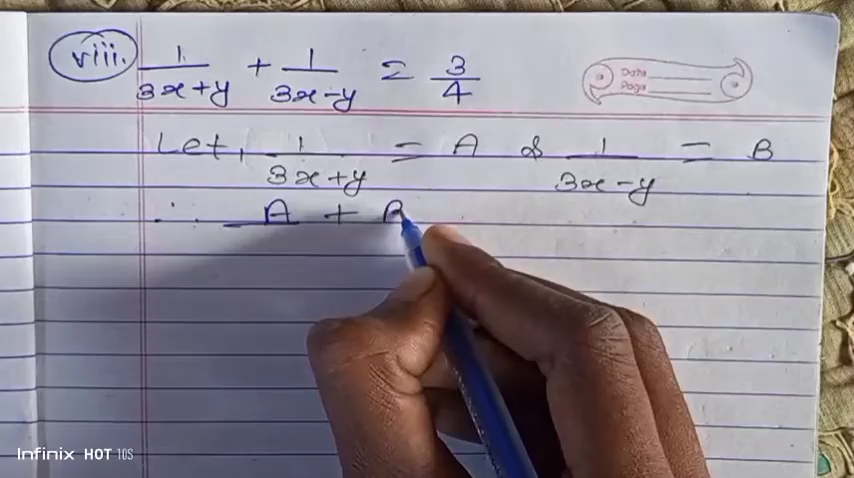 viii. 1/(3x+y) + 1/(3x-y) = 3/4
Date
Page
Let, 1/(3x+y) = A & 1/(3x-y) = B
∴ A + B
Infinix HOT 10S